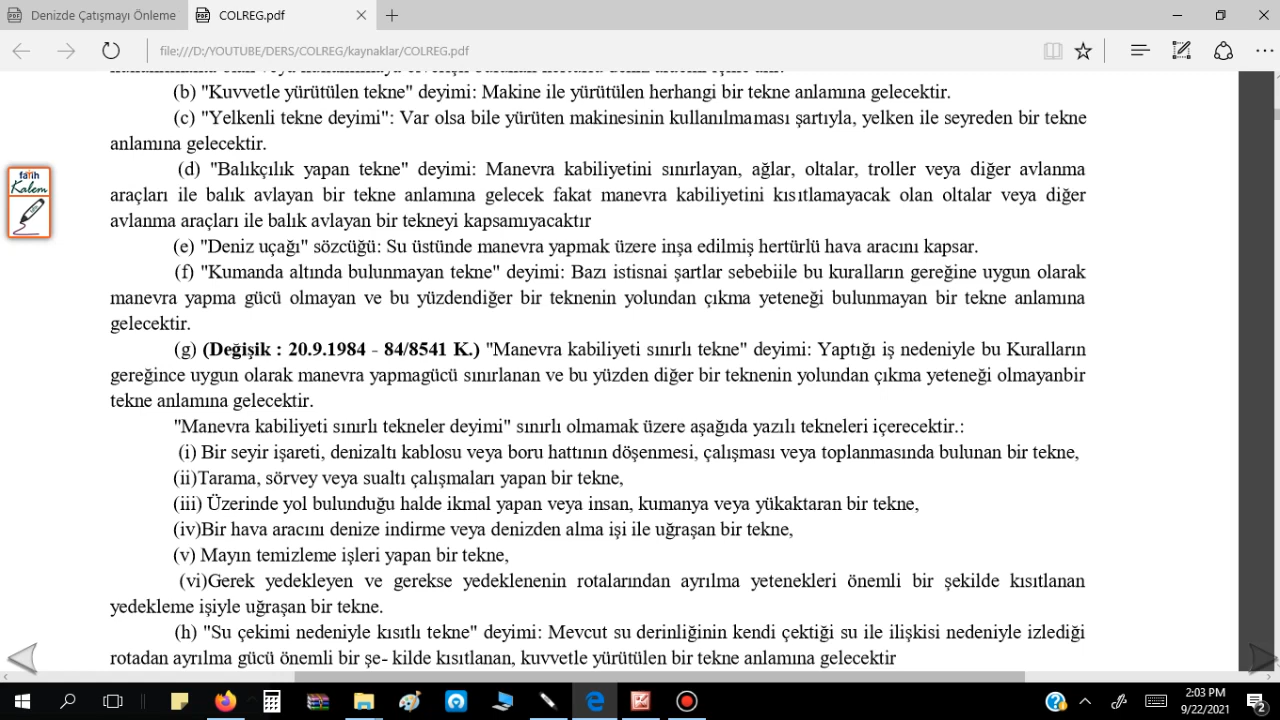 Denizde Çatışmayı Önleme
COLREG.pdf
file:///D:/YOUTUBE/DERS/COLREG/kaynaklar/COLREG.pdf
(b) "Kuvvetle yürütülen tekne" deyimi: Makine ile yürütülen herhangi bir tekne anlamına gelecektir.
(c) "Yelkenli tekne deyimi": Var olsa bile yürüten makinesinin kullanılmaması şartıyla, yelken ile seyreden bir tekne
anlamına gelecektir.
(d) "Balıkçılık yapan tekne" deyimi: Manevra kabiliyetini sınırlayan, ağlar, oltalar, troller veya diğer avlanma
araçları ile balık avlayan bir tekne anlamına gelecek fakat manevra kabiliyetini kısıtlamayacak olan oltalar veya diğer
avlanma araçları ile balık avlayan bir tekneyi kapsamıyacaktır
(e) "Deniz uçağı" sözcüğü: Su üstünde manevra yapmak üzere inşa edilmiş hertürlü hava aracını kapsar.
(f) "Kumanda altında bulunmayan tekne" deyimi: Bazı istisnai şartlar sebebiile bu kuralların gereğine uygun olarak
manevra yapma gücü olmayan ve bu yüzdendiğer bir teknenin yolundan çıkma yeteneği bulunmayan bir tekne anlamına
gelecektir.
(g) (Değişik : 20.9.1984 - 84/8541 K.) "Manevra kabiliyeti sınırlı tekne" deyimi: Yaptığı iş nedeniyle bu Kuralların
gereğince uygun olarak manevra yapmagücü sınırlanan ve bu yüzden diğer bir teknenin yolundan çıkma yeteneği olmayanbir
tekne anlamına gelecektir.
"Manevra kabiliyeti sınırlı tekneler deyimi" sınırlı olmamak üzere aşağıda yazılı tekneleri içerecektir.:
(i) Bir seyir işareti, denizaltı kablosu veya boru hattının döşenmesi, çalışması veya toplanmasında bulunan bir tekne,
(ii)Tarama, sörvey veya sualtı çalışmaları yapan bir tekne,
(iii) Üzerinde yol bulunduğu halde ikmal yapan veya insan, kumanya veya yükaktaran bir tekne,
(iv)Bir hava aracını denize indirme veya denizden alma işi ile uğraşan bir tekne,
(v) Mayın temizleme işleri yapan bir tekne,
(vi)Gerek yedekleyen ve gerekse yedeklenenin rotalarından ayrılma yetenekleri önemli bir şekilde kısıtlanan
yedekleme işiyle uğraşan bir tekne.
(h) "Su çekimi nedeniyle kısıtlı tekne" deyimi: Mevcut su derinliğinin kendi çektiği su ile ilişkisi nedeniyle izlediği
rotadan ayrılma gücü önemli bir şe- kilde kısıtlanan, kuvvetle yürütülen bir tekne anlamına gelecektir
fatih
Kalem
2:03 PM
9/22/2021
2